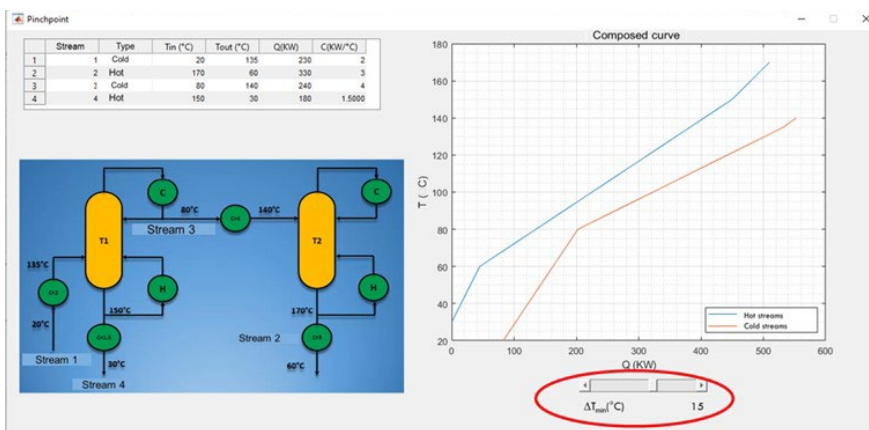 Pinchpoint
Stream Type Tin (°C) Tout (°C) Q(KW) C(KW/°C)
1 1 Cold 20 135 230 2
2 2 Hot 170 60 330 3
3 3 Cold 80 140 240 4
4 4 Hot 150 30 180 1.5000
Composed curve
180
160
140
120
100
80
60
40
20
T ( C)
0 100 200 300 400 500 600
Q (KW)
Hot streams
Cold streams
ΔTmin(°C) 15
C
C
80°C
140°C
Stream 3
T1
T2
135°C
H
H
150°C
170°C
20°C
Stream 2
Stream 1
30°C
60°C
Stream 4